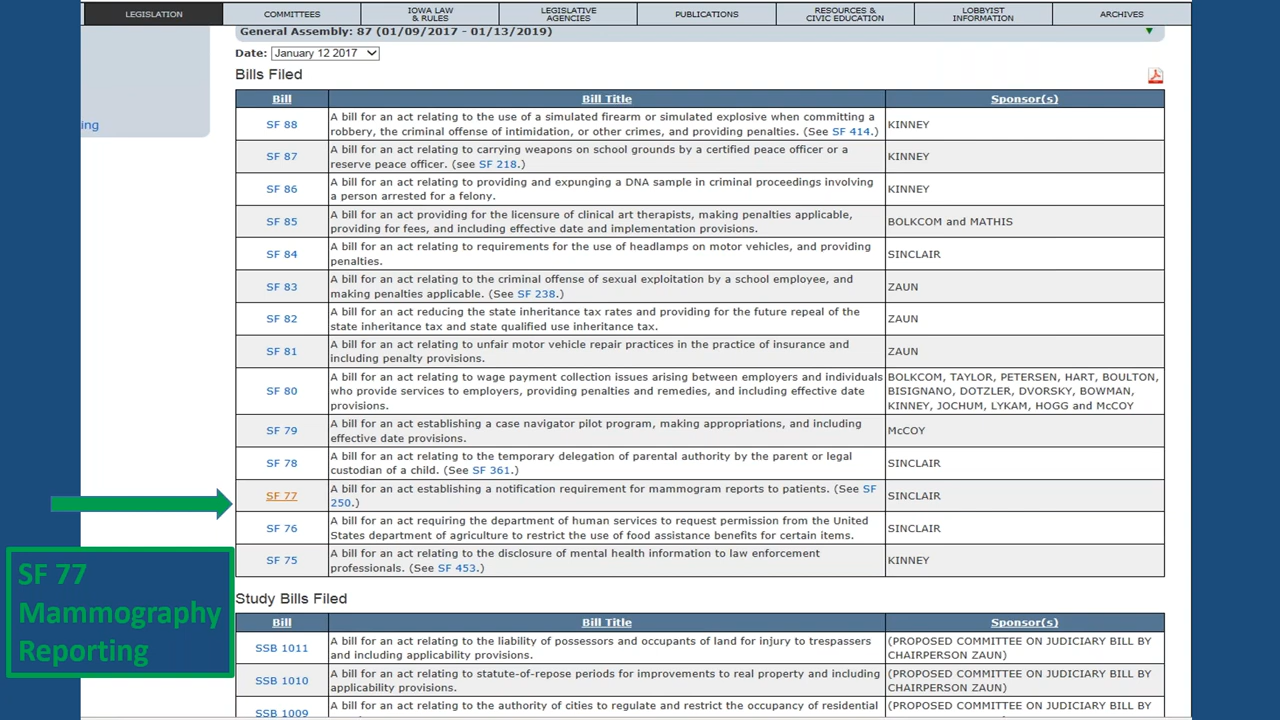 LEGISLATION
COMMITTEES
IOWA LAW
& RULES
LEGISLATIVE
AGENCIES
PUBLICATIONS
RESOURCES &
CIVIC EDUCATION
LOBBYIST
INFORMATION
ARCHIVES
General Assembly: 87 (01/09/2017 - 01/13/2019)
Date: January 12 2017
Bills Filed
ing
Bill Bill Title Sponsor(s)
SF 88 A bill for an act relating to the use of a simulated firearm or simulated explosive when committing a
robbery, the criminal offense of intimidation, or other crimes, and providing penalties. (See SF 414.) KINNEY
SF 87 A bill for an act relating to carrying weapons on school grounds by a certified peace officer or a
reserve peace officer. (see SF 218.) KINNEY
SF 86 A bill for an act relating to providing and expunging a DNA sample in criminal proceedings involving
a person arrested for a felony. KINNEY
SF 85 A bill for an act providing for the licensure of clinical art therapists, making penalties applicable,
providing for fees, and including effective date and implementation provisions. BOLKCOM and MATHIS
SF 84 A bill for an act relating to requirements for the use of headlamps on motor vehicles, and providing
penalties. SINCLAIR
SF 83 A bill for an act relating to the criminal offense of sexual exploitation by a school employee, and
making penalties applicable. (See SF 238.) ZAUN
SF 82 A bill for an act reducing the state inheritance tax rates and providing for the future repeal of the
state inheritance tax and state qualified use inheritance tax. ZAUN
SF 81 A bill for an act relating to unfair motor vehicle repair practices in the practice of insurance and
including penalty provisions. ZAUN
SF 80 A bill for an act relating to wage payment collection issues arising between employers and individuals
who provide services to employers, providing penalties and remedies, and including effective date
provisions.
BOLKCOM, TAYLOR, PETERSEN, HART, BOULTON,
BISIGNANO, DOTZLER, DVORSKY, BOWMAN,
KINNEY, JOCHUM, LYKAM, HOGG and McCOY
SF 79 A bill for an act establishing a case navigator pilot program, making appropriations, and including
effective date provisions. McCOY
SF 78 A bill for an act relating to the temporary delegation of parental authority by the parent or legal
custodian of a child. (See SF 361.) SINCLAIR
SF 77 A bill for an act establishing a notification requirement for mammogram reports to patients. (See SF
250.) SINCLAIR
SF 76 A bill for an act requiring the department of human services to request permission from the United
States department of agriculture to restrict the use of food assistance benefits for certain items. SINCLAIR
SF 75 A bill for an act relating to the disclosure of mental health information to law enforcement
professionals. (See SF 453.) KINNEY
SF 77
Mammography
Reporting
Study Bills Filed
Bill Bill Title Sponsor(s)
SSB 1011 A bill for an act relating to the liability of possessors and occupants of land for injury to trespassers
and including applicability provisions.
(PROPOSED COMMITTEE ON JUDICIARY BILL BY
CHAIRPERSON ZAUN)
SSB 1010 A bill for an act relating to statute-of-repose periods for improvements to real property and including
applicability provisions.
(PROPOSED COMMITTEE ON JUDICIARY BILL BY
CHAIRPERSON ZAUN)
SSB 1009 A bill for an act relating to the authority of cities to regulate and restrict the occupancy of residential
(PROPOSED COMMITTEE ON JUDICIARY BILL BY